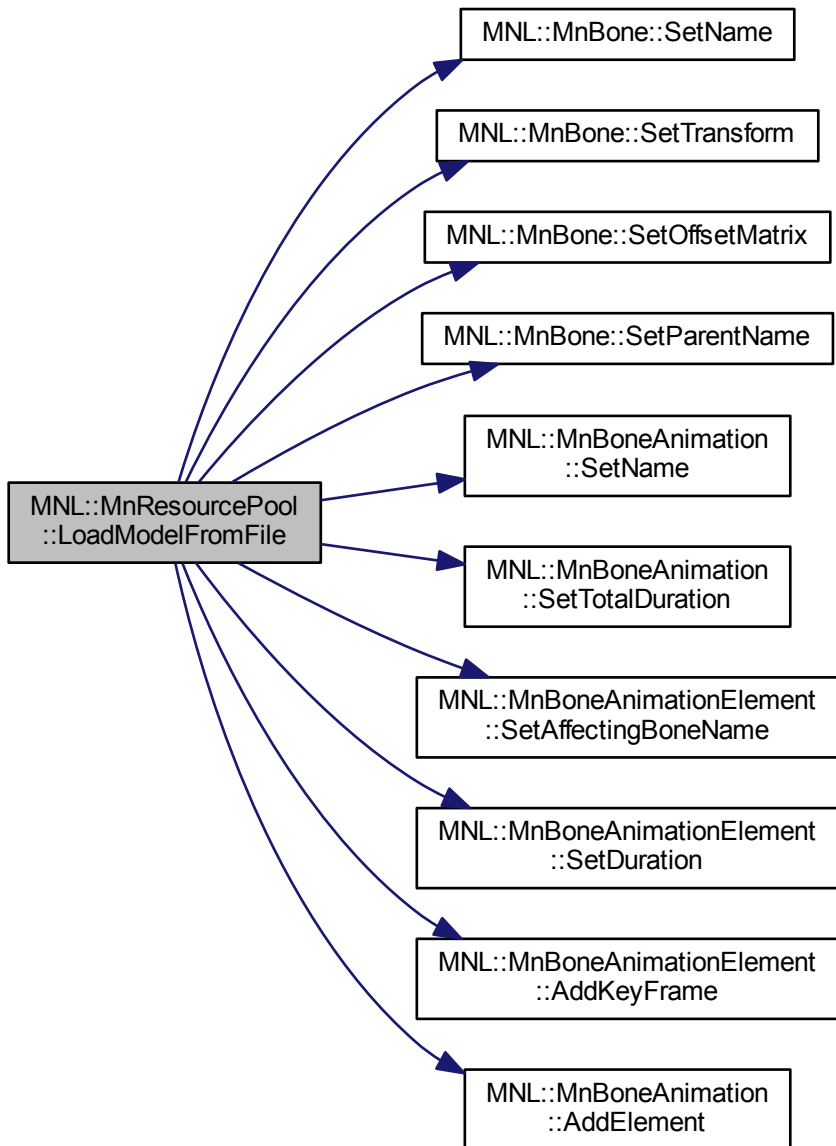 MNL::MnBone::SetName
MNL::MnBone::SetTransform
MNL::MnBone::SetOffsetMatrix
MNL::MnBone::SetParentName
MNL::MnBoneAnimation
::SetName
MNL::MnResourcePool
::LoadModelFromFile
MNL::MnBoneAnimation
::SetTotalDuration
MNL::MnBoneAnimationElement
::SetAffectingBoneName
MNL::MnBoneAnimationElement
::SetDuration
MNL::MnBoneAnimationElement
::AddKeyFrame
MNL::MnBoneAnimation
::AddElement